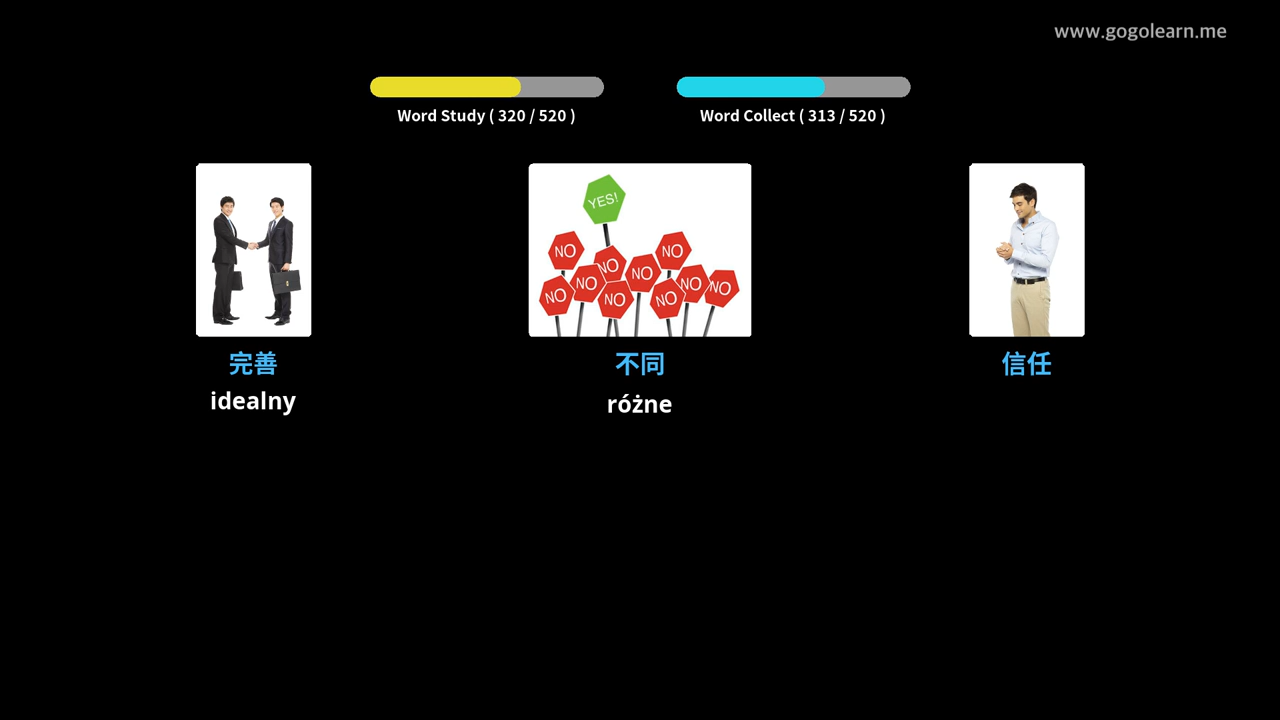 www.gogolearn.me
Word Study ( 320 / 520 )
Word Collect ( 313 / 520 )
YES!
NO
NO
NO
NO
NO
NO
NO
NO
NO
NO
完善
不同
信任
idealny
różne